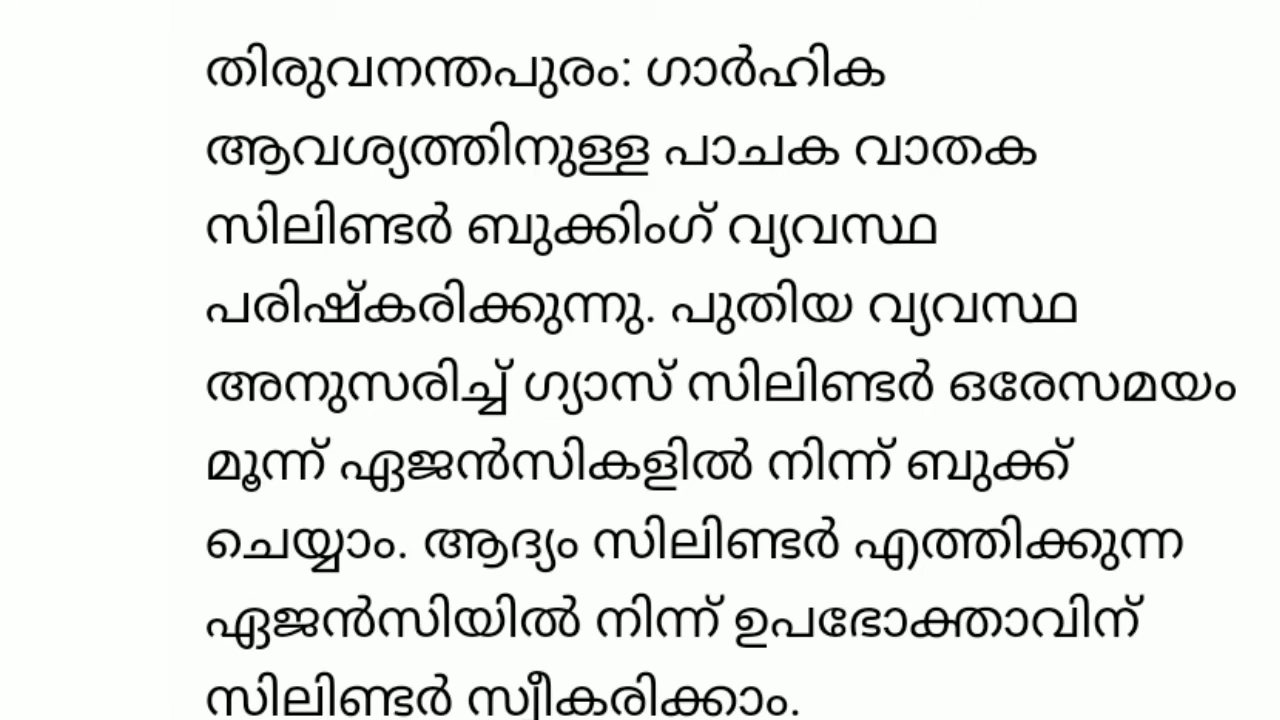 തിരുവനന്തപുരം: ഗാർഹിക
ആവശ്യത്തിനുള്ള പാചക വാതക
സിലിണ്ടർ ബുക്കിംഗ് വ്യവസ്ഥ
പരിഷ്കരിക്കുന്നു. പുതിയ വ്യവസ്ഥ
അനുസരിച്ച് ഗ്യാസ് സിലിണ്ടർ ഒരേസമയം
മൂന്ന് ഏജൻസികളിൽ നിന്ന് ബുക്ക്
ചെയ്യാം. ആദ്യം സിലിണ്ടർ എത്തിക്കുന്ന
ഏജൻസിയിൽ നിന്ന് ഉപഭോക്താവിന്
സിലിണ്ടർ സ്വീകരിക്കാം.